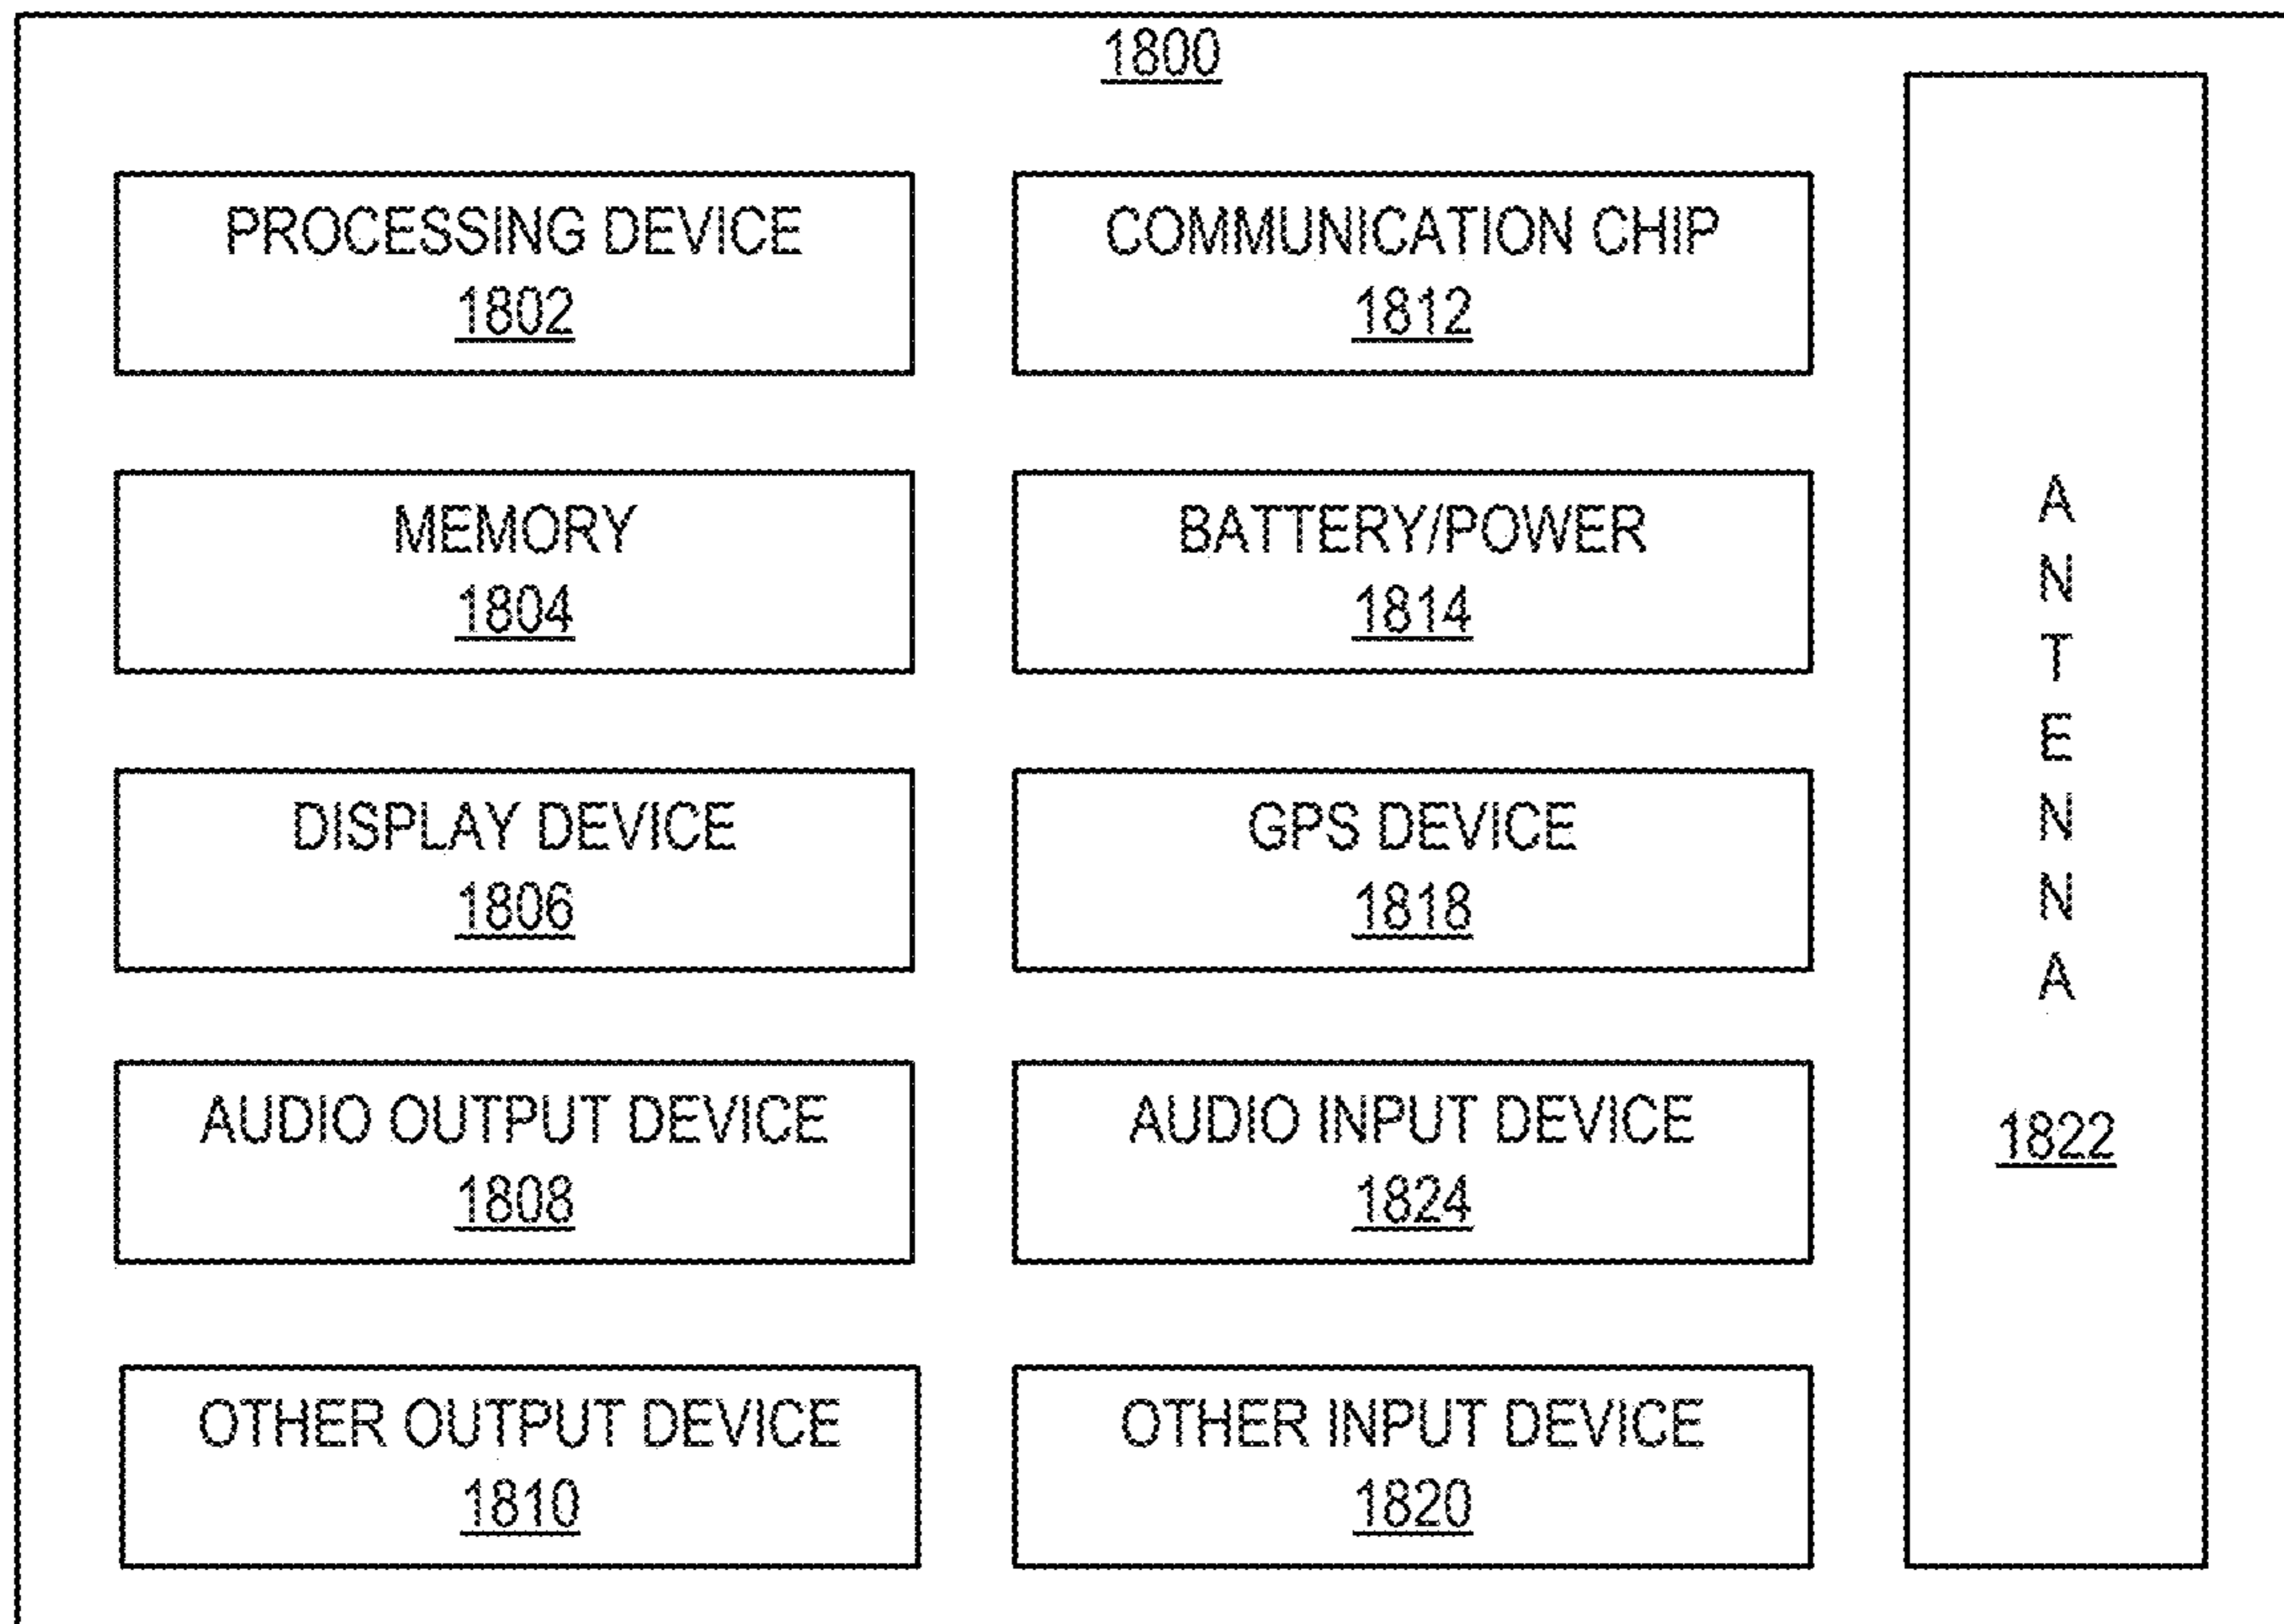 1800
PROCESSING DEVICE
1802
COMMUNICATION CHIP
1812
MEMORY
1804
BATTERY/POWER
1814
DISPLAY DEVICE
1806
GPS DEVICE
1818
AUDIO OUTPUT DEVICE
1808
AUDIO INPUT DEVICE
1824
OTHER OUTPUT DEVICE
1810
OTHER INPUT DEVICE
1820
ANTENNA
1822